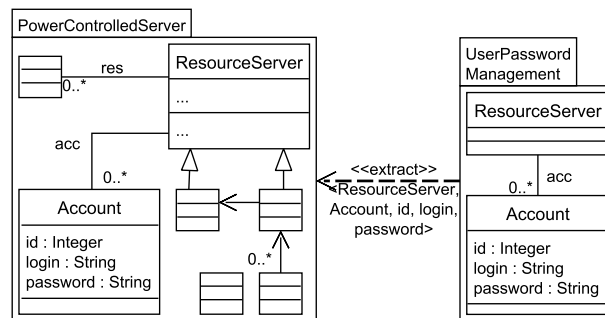 PowerControlledServer
res
0..*
ResourceServer
...
...
acc
0..*
Account
id : Integer
login : String
password : String
0..*
<<extract>>
<ResourceServer,
Account, id, login,
password>
UserPassword
Management
ResourceServer
acc
0..*
Account
id : Integer
login : String
password : String